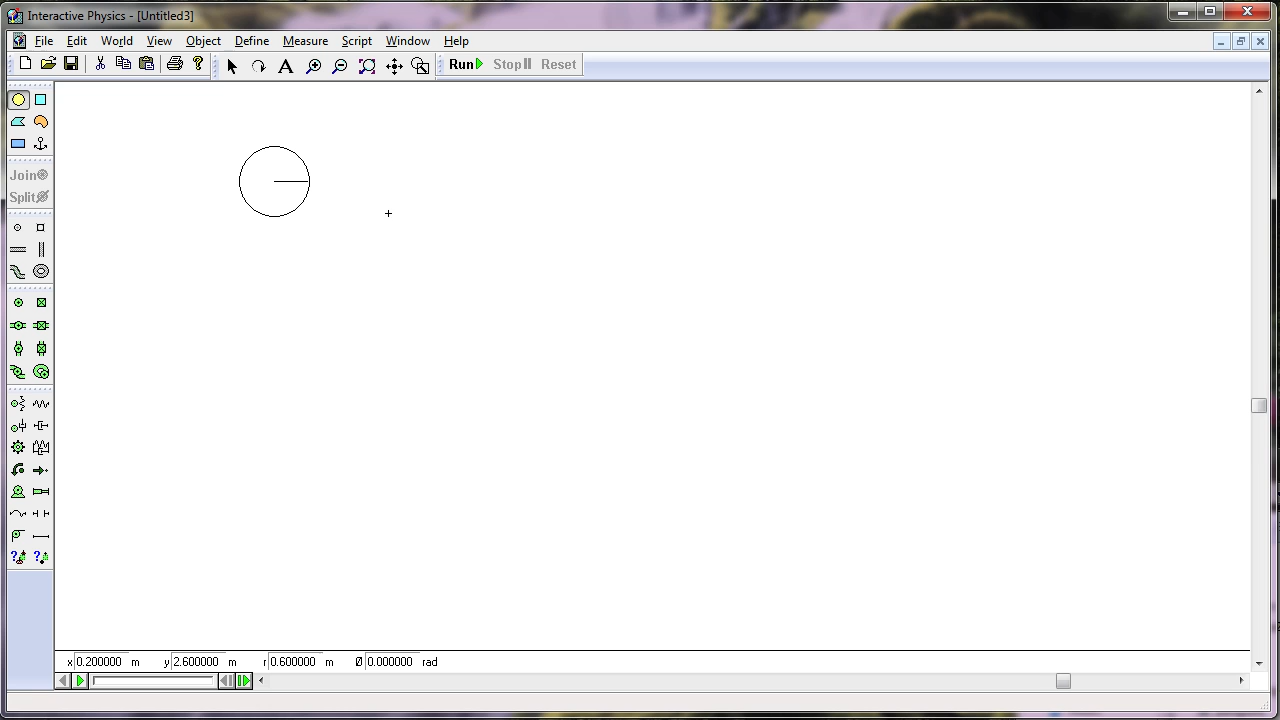 Interactive Physics - [Untitled3]
File Edit World View Object Define Measure Script Window Help
A Run Stop Reset
Join
Split
x 0.200000 m y 2.600000 m r 0.600000 m Ø 0.000000 rad